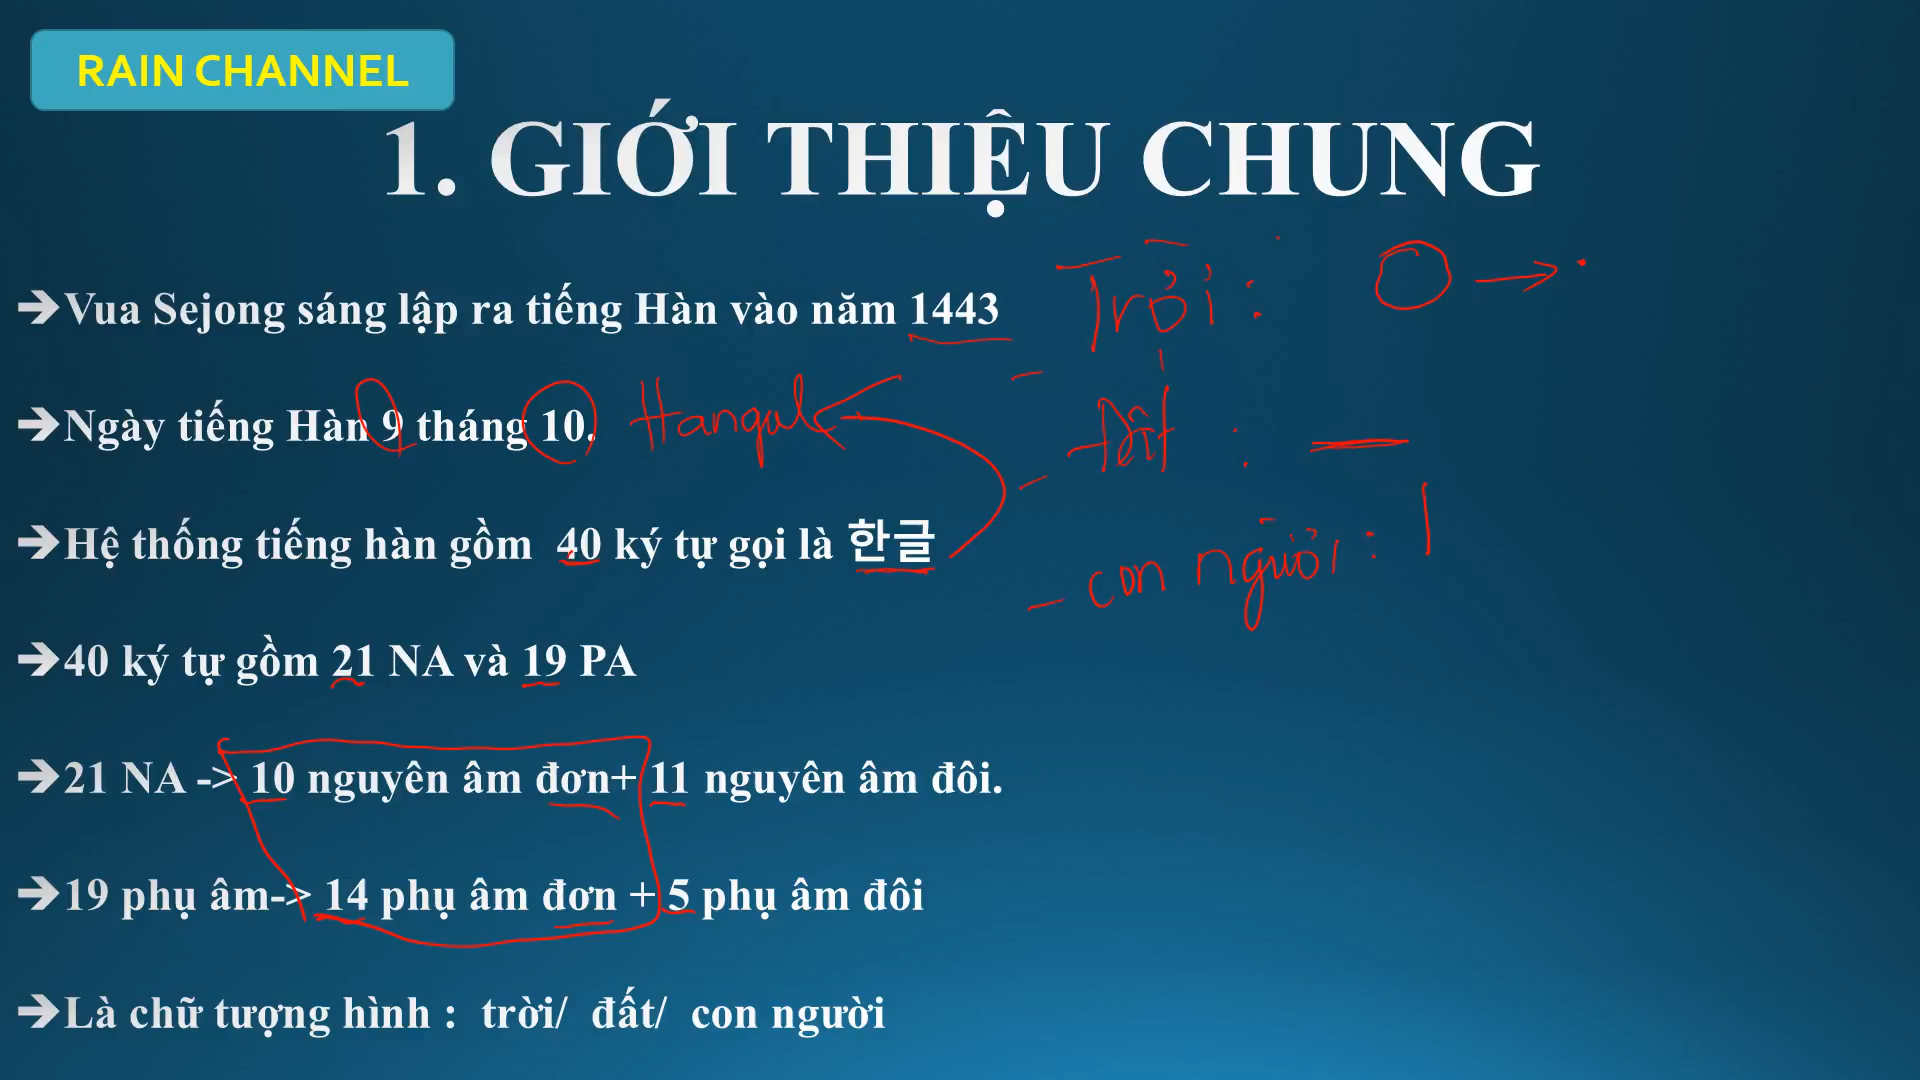 RAIN CHANNEL
1. GIỚI THIỆU CHUNG
➔Vua Sejong sáng lập ra tiếng Hàn vào năm 1443
➔Ngày tiếng Hàn 9 tháng 10. Hangul
➔Hệ thống tiếng hàn gồm 40 ký tự gọi là 한글
➔40 ký tự gồm 21 NA và 19 PA
➔21 NA -> 10 nguyên âm đơn+ 11 nguyên âm đôi.
➔19 phụ âm-> 14 phụ âm đơn + 5 phụ âm đôi
➔Là chữ tượng hình : trời/ đất/ con người
- Trời : O → .
- Đất : —
- con người : |